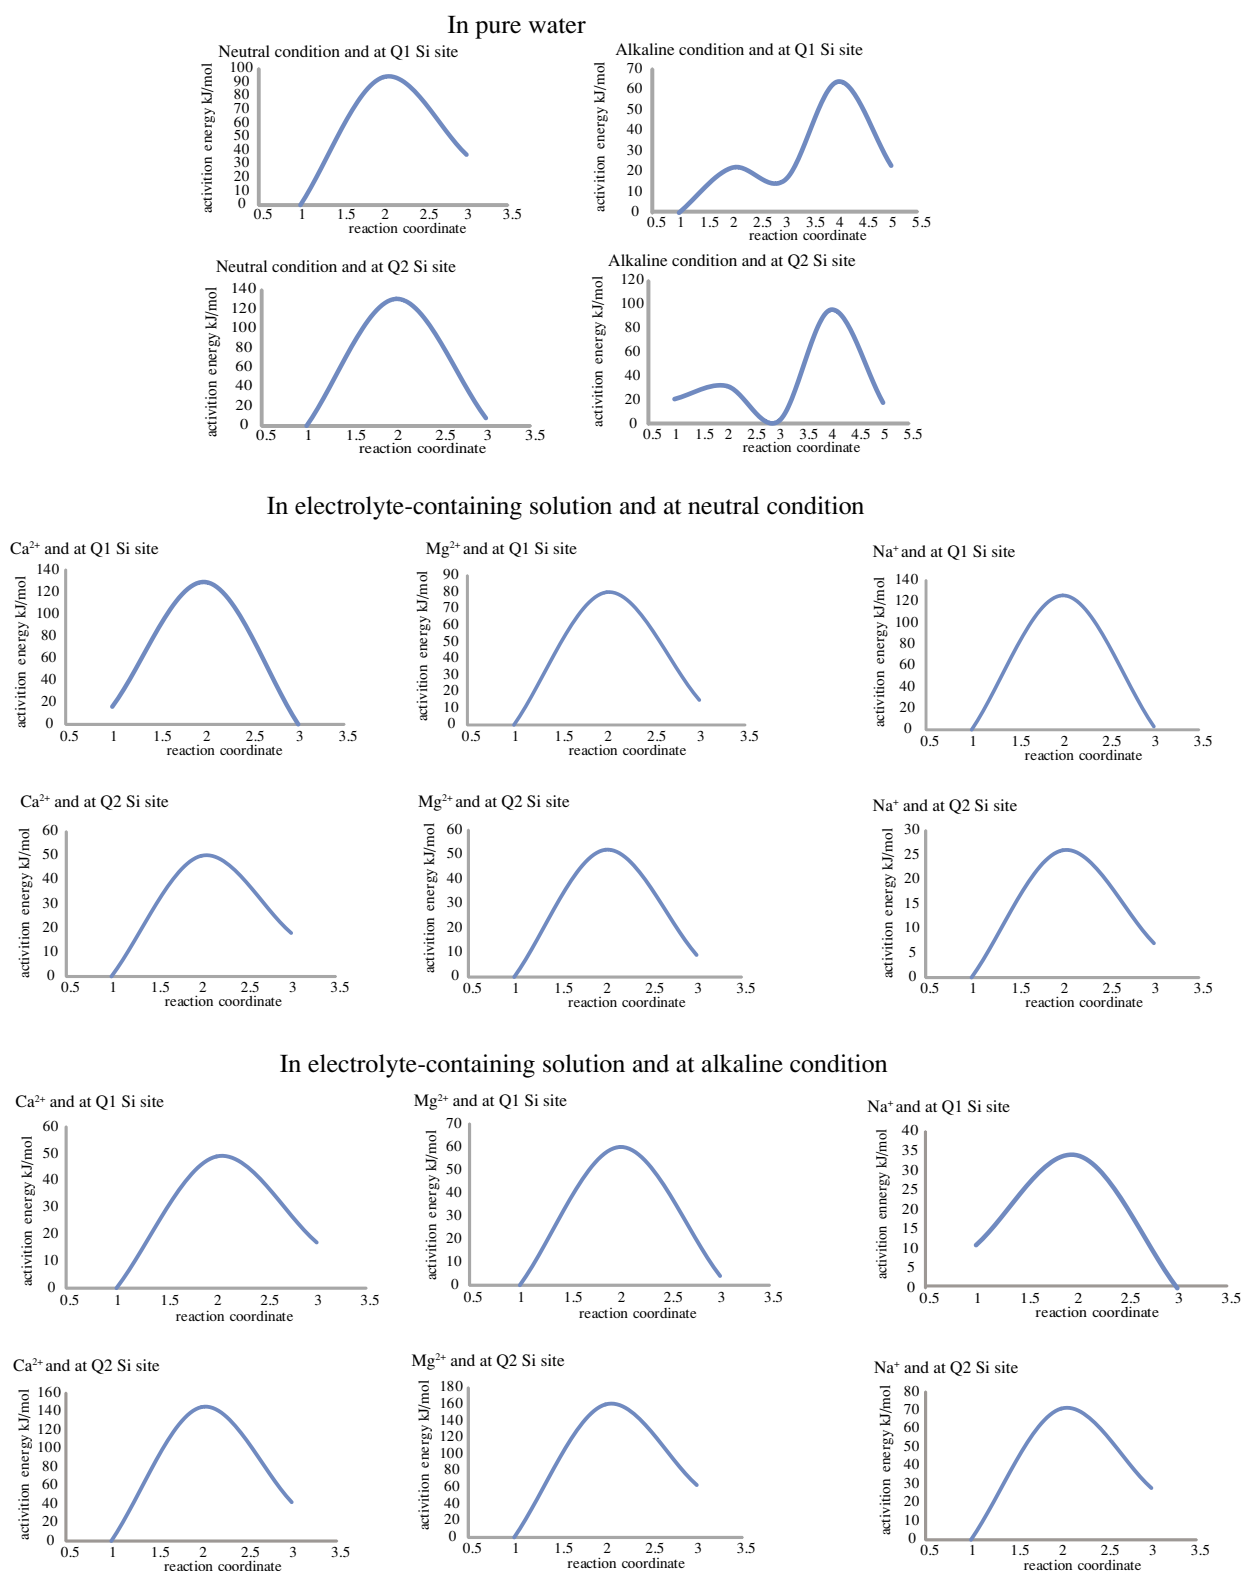 In pure water
Neutral condition and at Q1 Si site
activition energy kJ/mol
100
90
80
70
60
50
40
30
20
10
0
0.5 1 1.5 2 2.5 3 3.5
reaction coordinate
Alkaline condition and at Q1 Si site
activition energy kJ/mol
70
60
50
40
30
20
10
0
0.5 1 1.5 2 2.5 3 3.5 4 4.5 5 5.5
reaction coordinate
Neutral condition and at Q2 Si site
activition energy kJ/mol
140
120
100
80
60
40
20
0
0.5 1 1.5 2 2.5 3 3.5
reaction coordinate
Alkaline condition and at Q2 Si site
activition energy kJ/mol
120
100
80
60
40
20
0
0.5 1 1.5 2 2.5 3 3.5 4 4.5 5 5.5
reaction coordinate
In electrolyte-containing solution and at neutral condition
Ca²⁺ and at Q1 Si site
activition energy kJ/mol
140
120
100
80
60
40
20
0
0.5 1 1.5 2 2.5 3 3.5
reaction coordinate
Mg²⁺ and at Q1 Si site
activition energy kJ/mol
90
80
70
60
50
40
30
20
10
0
0.5 1 1.5 2 2.5 3 3.5
reaction coordinate
Na⁺ and at Q1 Si site
activition energy kJ/mol
140
120
100
80
60
40
20
0
0.5 1 1.5 2 2.5 3 3.5
reaction coordinate
Ca²⁺ and at Q2 Si site
activition energy kJ/mol
60
50
40
30
20
10
0
0.5 1 1.5 2 2.5 3 3.5
reaction coordinate
Mg²⁺ and at Q2 Si site
activition energy kJ/mol
60
50
40
30
20
10
0
0.5 1 1.5 2 2.5 3 3.5
reaction coordinate
Na⁺ and at Q2 Si site
activition energy kJ/mol
30
25
20
15
10
5
0
0.5 1 1.5 2 2.5 3 3.5
reaction coordinate
In electrolyte-containing solution and at alkaline condition
Ca²⁺ and at Q1 Si site
activition energy kJ/mol
60
50
40
30
20
10
0
0.5 1 1.5 2 2.5 3 3.5
reaction coordinate
Mg²⁺ and at Q1 Si site
activition energy kJ/mol
70
60
50
40
30
20
10
0
0.5 1 1.5 2 2.5 3 3.5
reaction coordinate
Na⁺ and at Q1 Si site
activition ennergy kJ/mol
40
35
30
25
20
15
10
5
0
0.5 1 1.5 2 2.5 3 3.5
reaction coordinate
Ca²⁺ and at Q2 Si site
activition energy kJ/mol
160
140
120
100
80
60
40
20
0
0.5 1 1.5 2 2.5 3 3.5
reaction coordinate
Mg²⁺ and at Q2 Si site
activition energy kJ/mol
180
160
140
120
100
80
60
40
20
0
0.5 1 1.5 2 2.5 3 3.5
reaction coordinate
Na⁺ and at Q2 Si site
activition energy kJ/mol
80
70
60
50
40
30
20
10
0
0.5 1 1.5 2 2.5 3 3.5
reaction coordinate